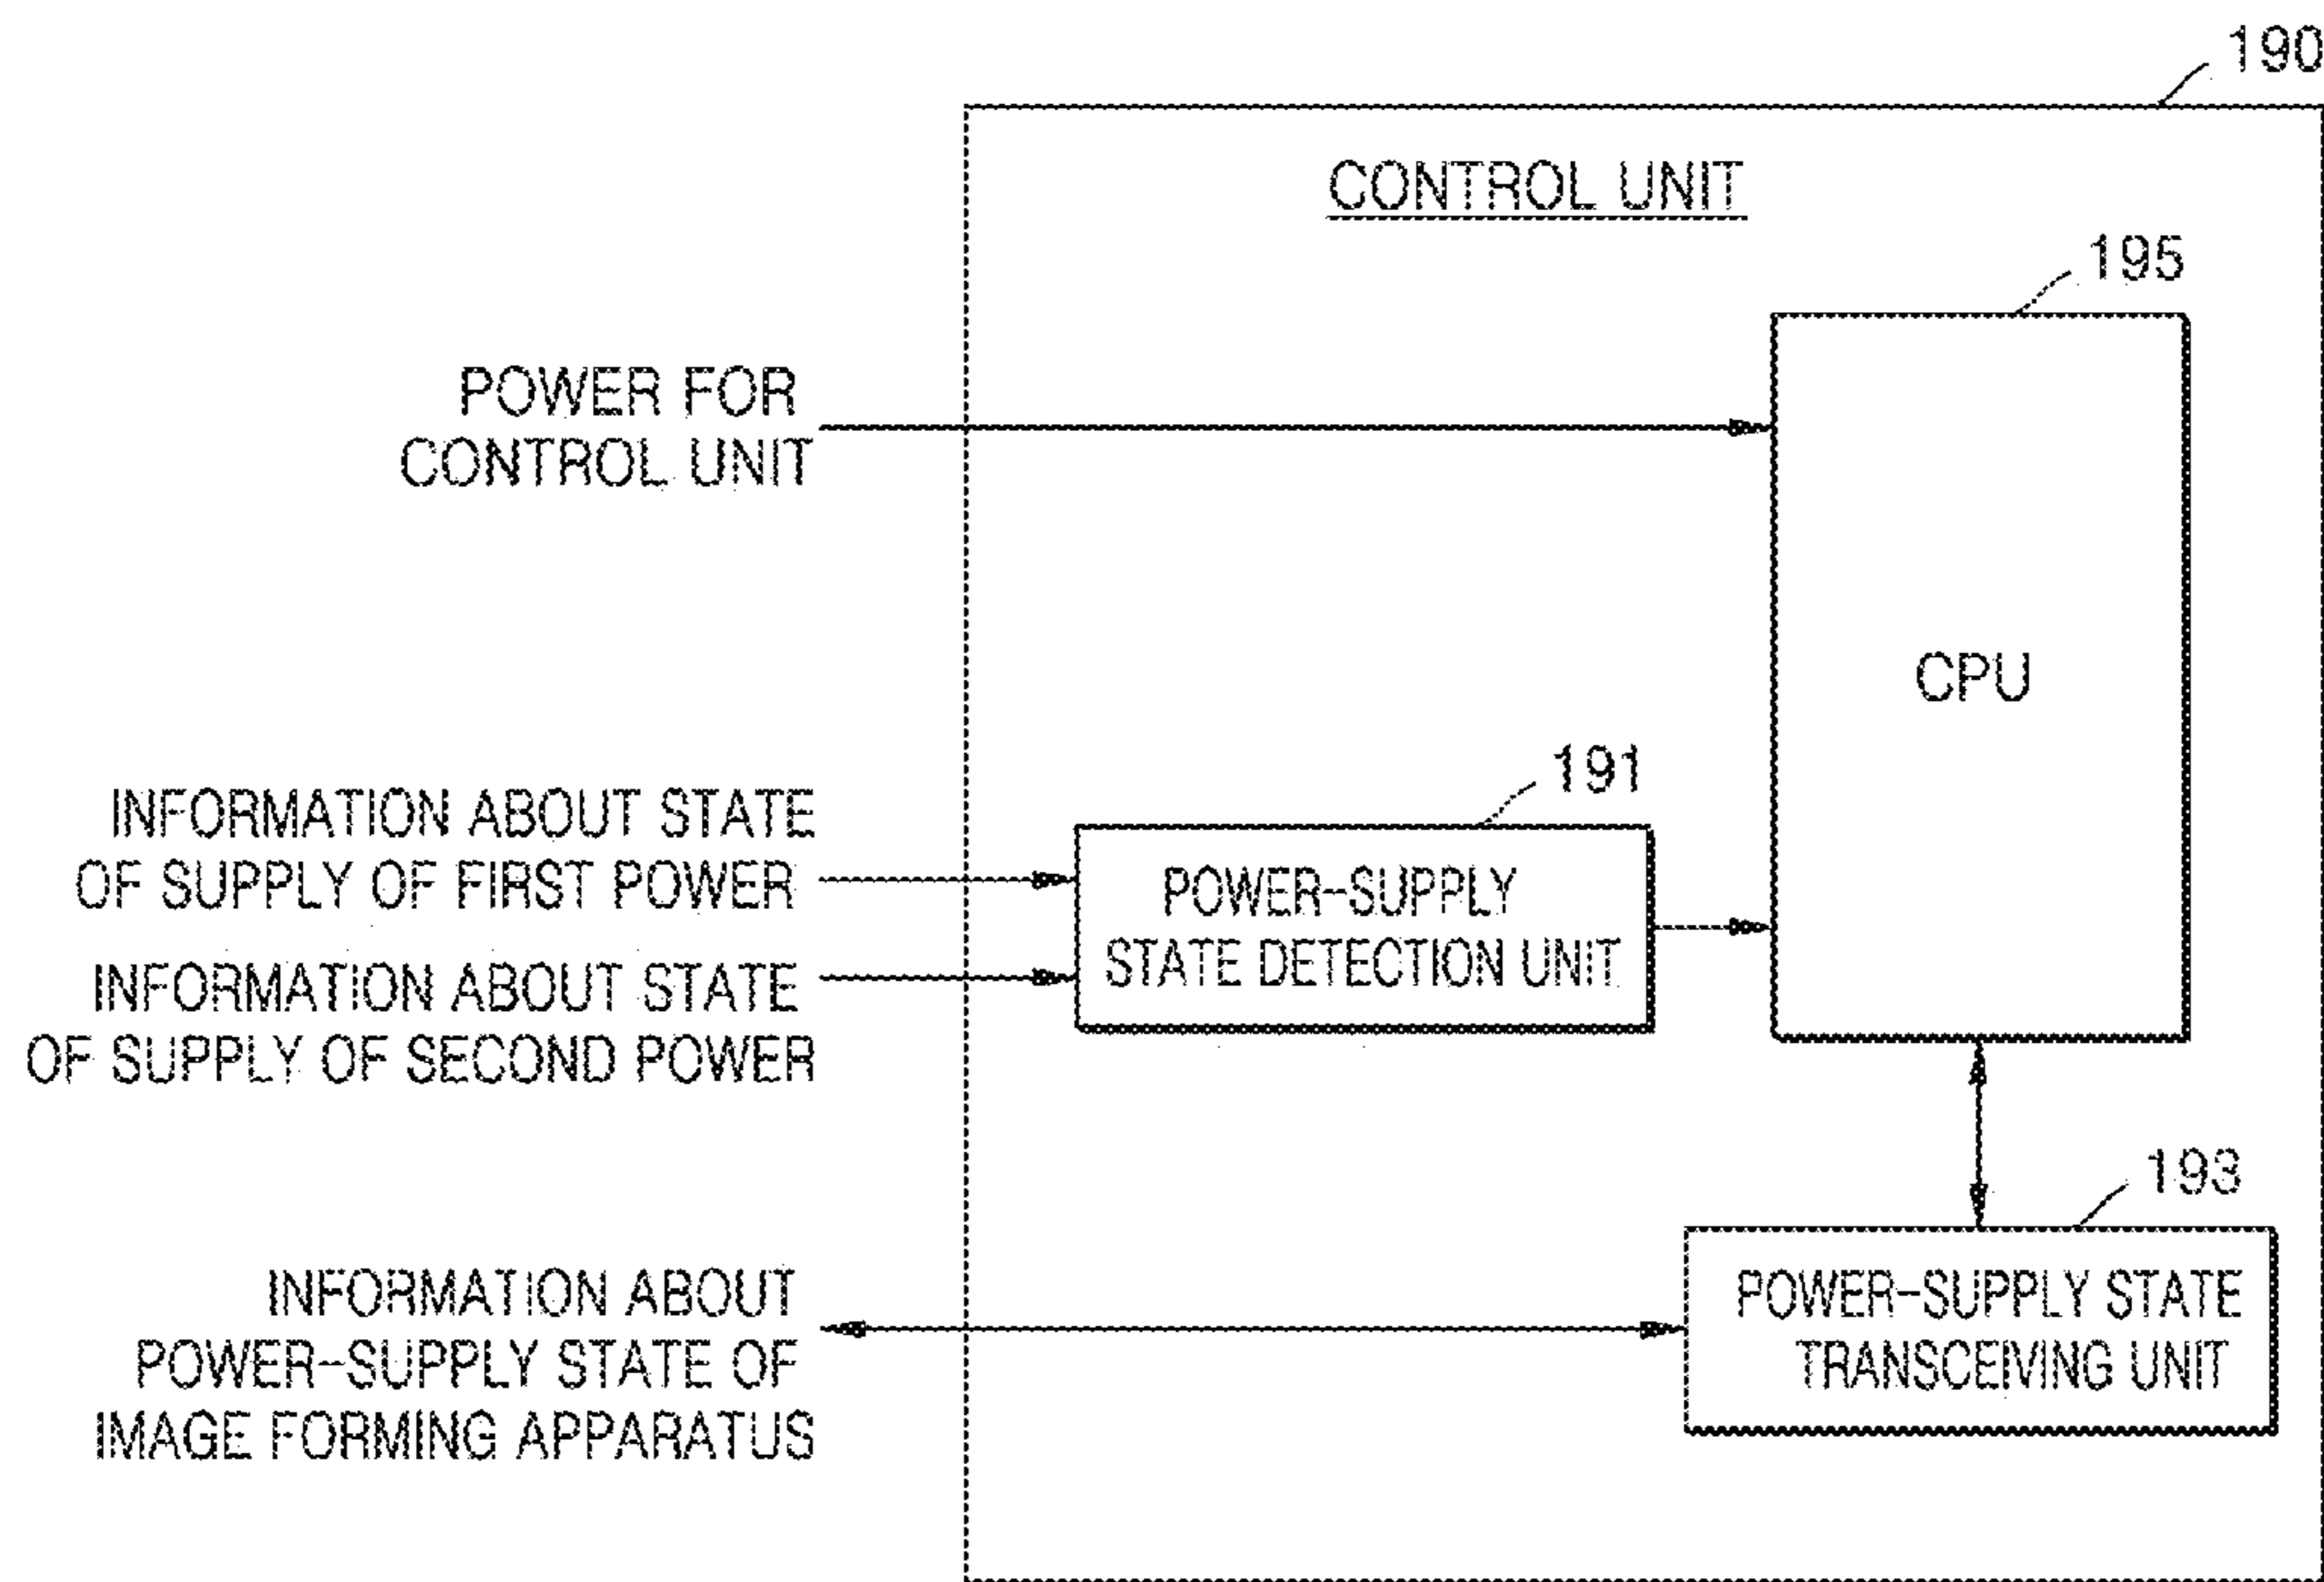 190
CONTROL UNIT
195
POWER FOR
CONTROL UNIT
CPU
191
INFORMATION ABOUT STATE
OF SUPPLY OF FIRST POWER
POWER-SUPPLY
STATE DETECTION UNIT
INFORMATION ABOUT STATE
OF SUPPLY OF SECOND POWER
193
INFORMATION ABOUT
POWER-SUPPLY STATE OF
IMAGE FORMING APPARATUS
POWER-SUPPLY STATE
TRANSCEIVING UNIT